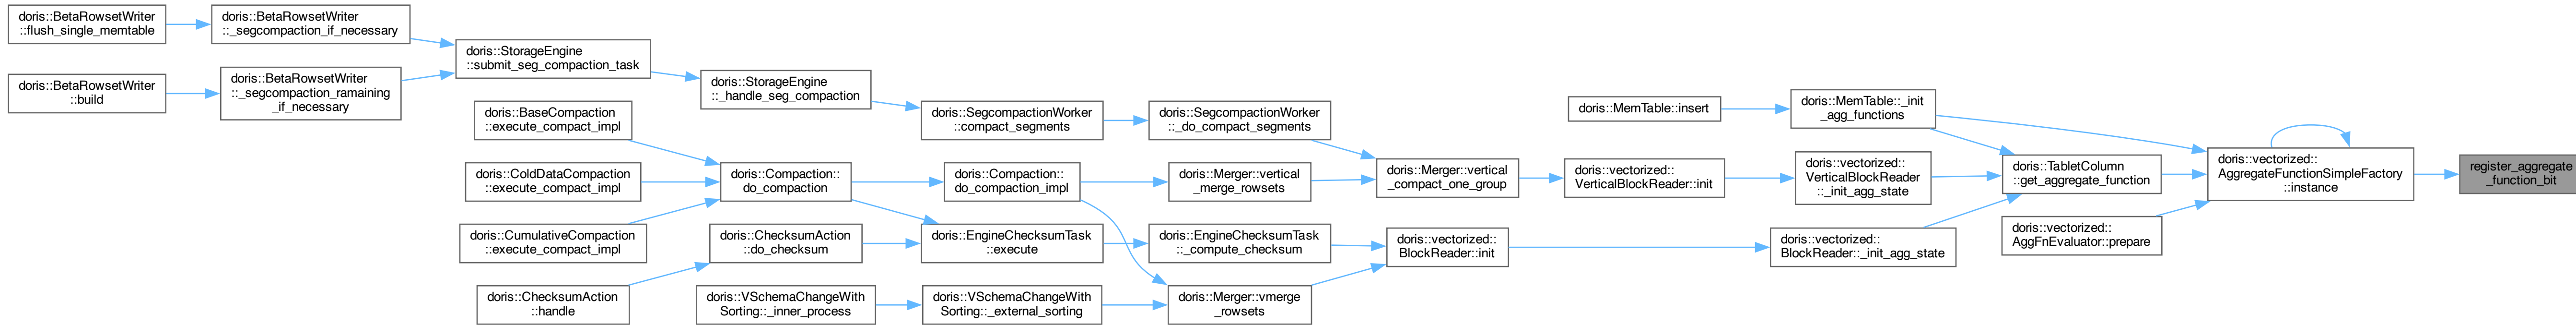 doris::BetaRowsetWriter
::flush_single_memtable
doris::BetaRowsetWriter
::_segcompaction_if_necessary
doris::BetaRowsetWriter
::build
doris::BetaRowsetWriter
::_segcompaction_ramaining
_if_necessary
doris::StorageEngine
::submit_seg_compaction_task
doris::StorageEngine
::_handle_seg_compaction
doris::BaseCompaction
::execute_compact_impl
doris::ColdDataCompaction
::execute_compact_impl
doris::CumulativeCompaction
::execute_compact_impl
doris::ChecksumAction
::handle
doris::Compaction::
do_compaction
doris::ChecksumAction
::do_checksum
doris::VSchemaChangeWith
Sorting::_inner_process
doris::SegcompactionWorker
::compact_segments
doris::Compaction::
do_compaction_impl
doris::EngineChecksumTask
::execute
doris::VSchemaChangeWith
Sorting::_external_sorting
doris::SegcompactionWorker
::_do_compact_segments
doris::Merger::vertical
_merge_rowsets
doris::EngineChecksumTask
::_compute_checksum
doris::Merger::vmerge
_rowsets
doris::Merger::vertical
_compact_one_group
doris::vectorized::
BlockReader::init
doris::MemTable::insert
doris::vectorized::
VerticalBlockReader::init
doris::MemTable::_init
_agg_functions
doris::vectorized::
VerticalBlockReader
::_init_agg_state
doris::vectorized::
BlockReader::_init_agg_state
doris::TabletColumn
::get_aggregate_function
doris::vectorized::
AggFnEvaluator::prepare
doris::vectorized::
AggregateFunctionSimpleFactory
::instance
register_aggregate
_function_bit